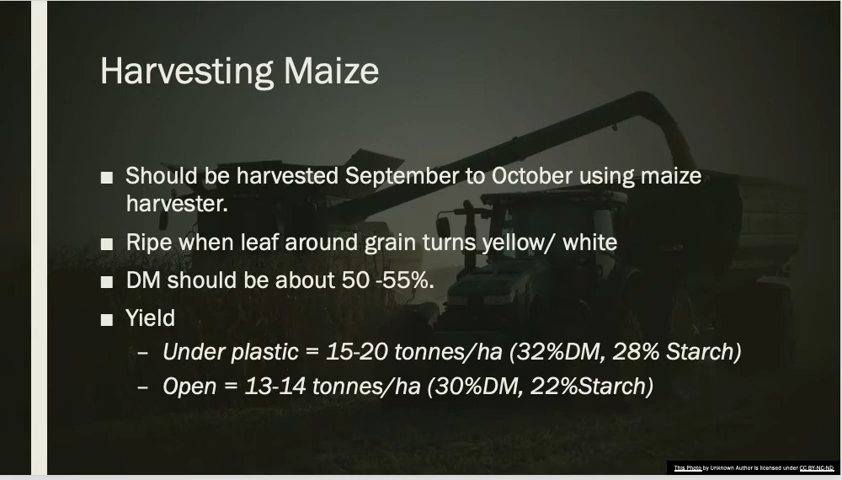 Harvesting Maize
■ Should be harvested September to October using maize
harvester.
■ Ripe when leaf around grain turns yellow/ white
■ DM should be about 50 -55%.
■ Yield
– Under plastic = 15-20 tonnes/ha (32%DM, 28% Starch)
– Open = 13-14 tonnes/ha (30%DM, 22%Starch)
This Photo by Unknown Author is licensed under CC BY-NC-ND